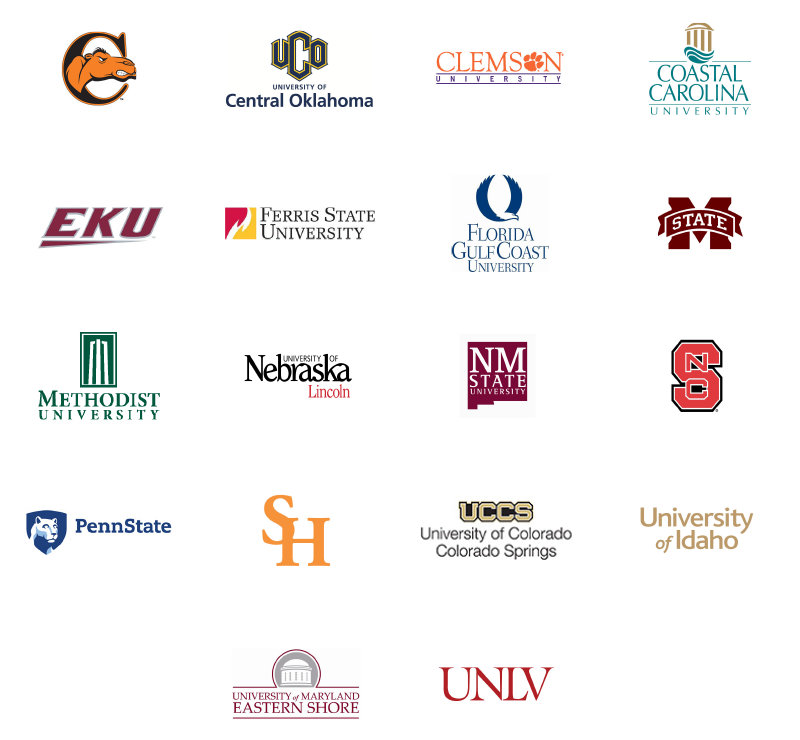 C
UCO
UNIVERSITY OF
Central Oklahoma
CLEMSON
UNIVERSITY
COASTAL
CAROLINA
UNIVERSITY
EKU
FERRIS STATE
UNIVERSITY
FLORIDA
GULF COAST
UNIVERSITY
M
STATE
METHODIST
UNIVERSITY
UNIVERSITY OF
Nebraska
Lincoln
NM
STATE
UNIVERSITY
NCS
PennState
SH
UCCS
University of Colorado
Colorado Springs
University
of Idaho
UNIVERSITY of MARYLAND
EASTERN SHORE
UNLV